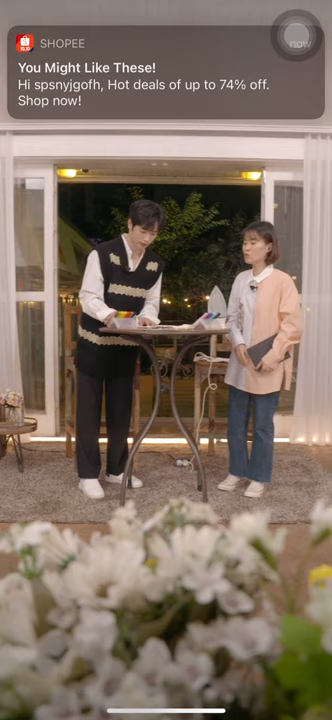 SHOPEE
now
You Might Like These!
Hi spsnyjgofh, Hot deals of up to 74% off.
Shop now!